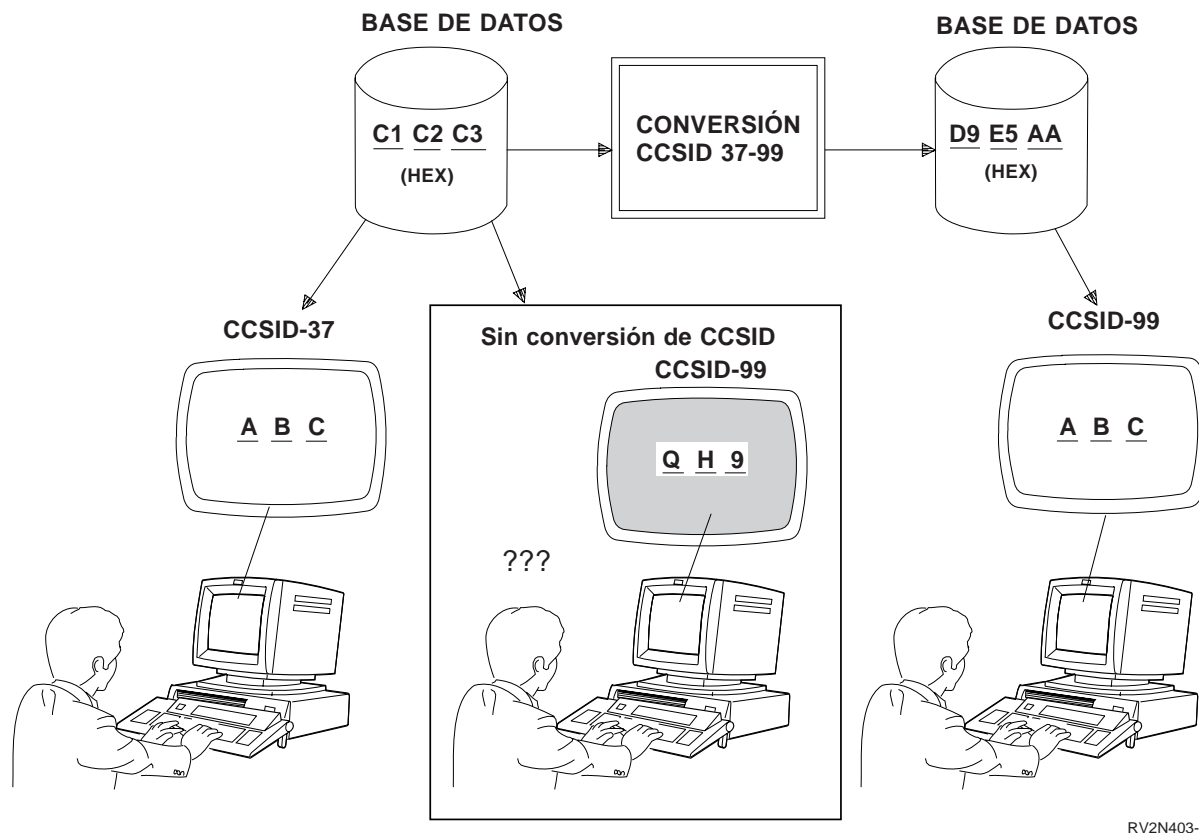 BASE DE DATOS
BASE DE DATOS
C1 C2 C3
(HEX)
CONVERSIÓN
CCSID 37-99
D9 E5 AA
(HEX)
CCSID-37
A B C
Sin conversión de CCSID
CCSID-99
Q H 9
???
CCSID-99
A B C
RV2N403-